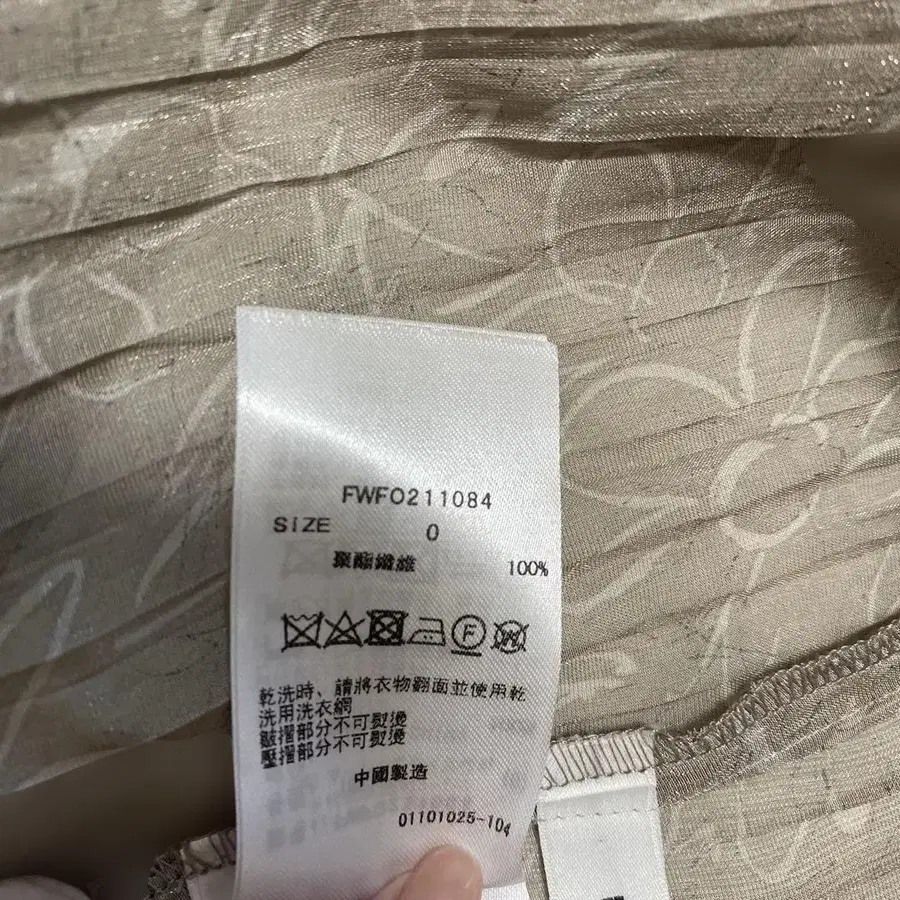 FWFO211084
SIZE 0
聚酯纖維 100%
F W
乾洗時、請將衣物翻面並使用乾
洗用洗衣網
皺摺部分不可熨燙
壓摺部分不可熨燙
中國製造
01101025-104